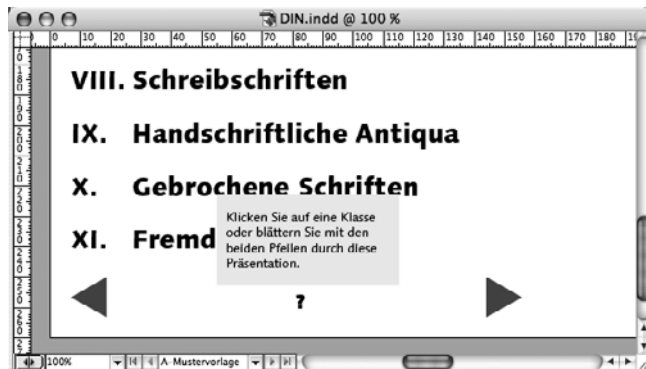 DIN.indd @ 100 %
0 10 20 30 40 50 60 70 80 90 100 110 120 130 140 150 160 170 180
VIII. Schreibschriften
IX. Handschriftliche Antiqua
X. Gebrochene Schriften
XI. Fremd
Klicken Sie auf eine Klasse
oder blättern Sie mit den
beiden Pfeilen durch diese
Präsentation.
?
100%
A-Mustervorlage